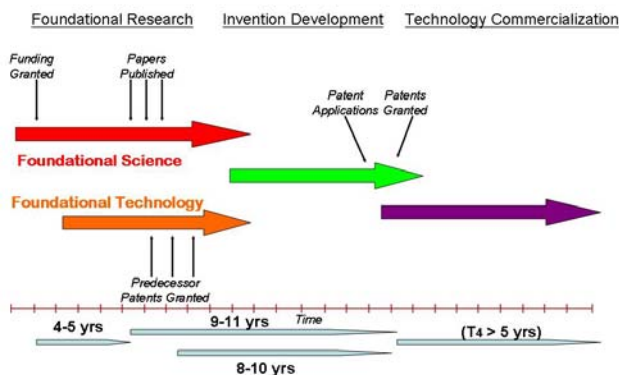 Foundational Research
Invention Development
Technology Commercialization
Funding
Granted
Papers
Published
Patent
Applications
Patents
Granted
Foundational Science
Foundational Technology
Predecessor
Patents Granted
4-5 yrs
9-11 yrs
Time
(T4 > 5 yrs)
8-10 yrs